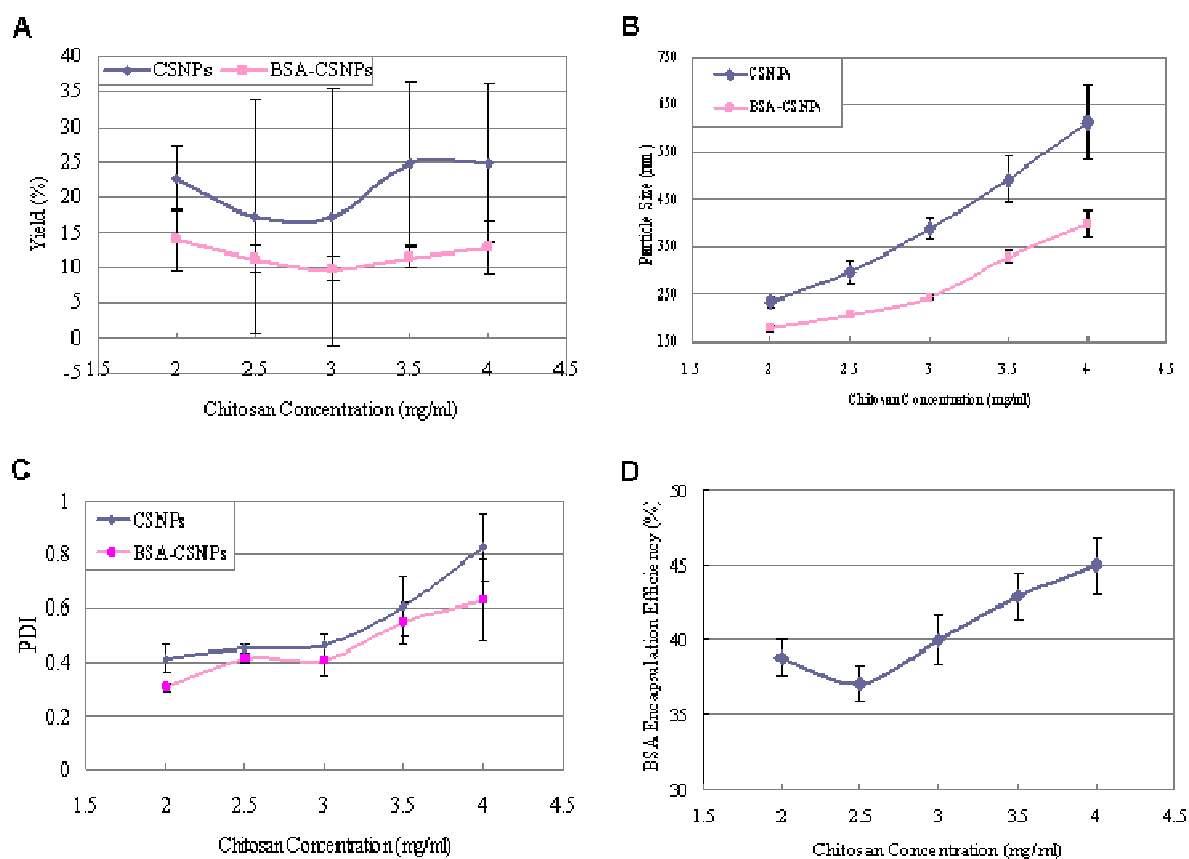 A
40
35
30
25
20
15
10
5
0
-5
CSNPs
BSA-CSNPs
Yield (%)
1.5 2 2.5 3 3.5 4 4.5
Chitosan Concentration (mg/ml)
B
750
650
550
450
350
250
150
CSNPs
BSA-CSNPs
Particle Size (nm)
1.5 2 2.5 3 3.5 4 4.5
Chitosan Concentration (mg/ml)
C
1
0.8
0.6
0.4
0.2
0
CSNPs
BSA-CSNPs
PDI
1.5 2 2.5 3 3.5 4 4.5
Chitosan Concentration (mg/ml)
D
50
45
40
35
30
BSA Encapsulation Efficiency (%)
1.5 2 2.5 3 3.5 4 4.5
Chitosan Concentration (mg/ml)